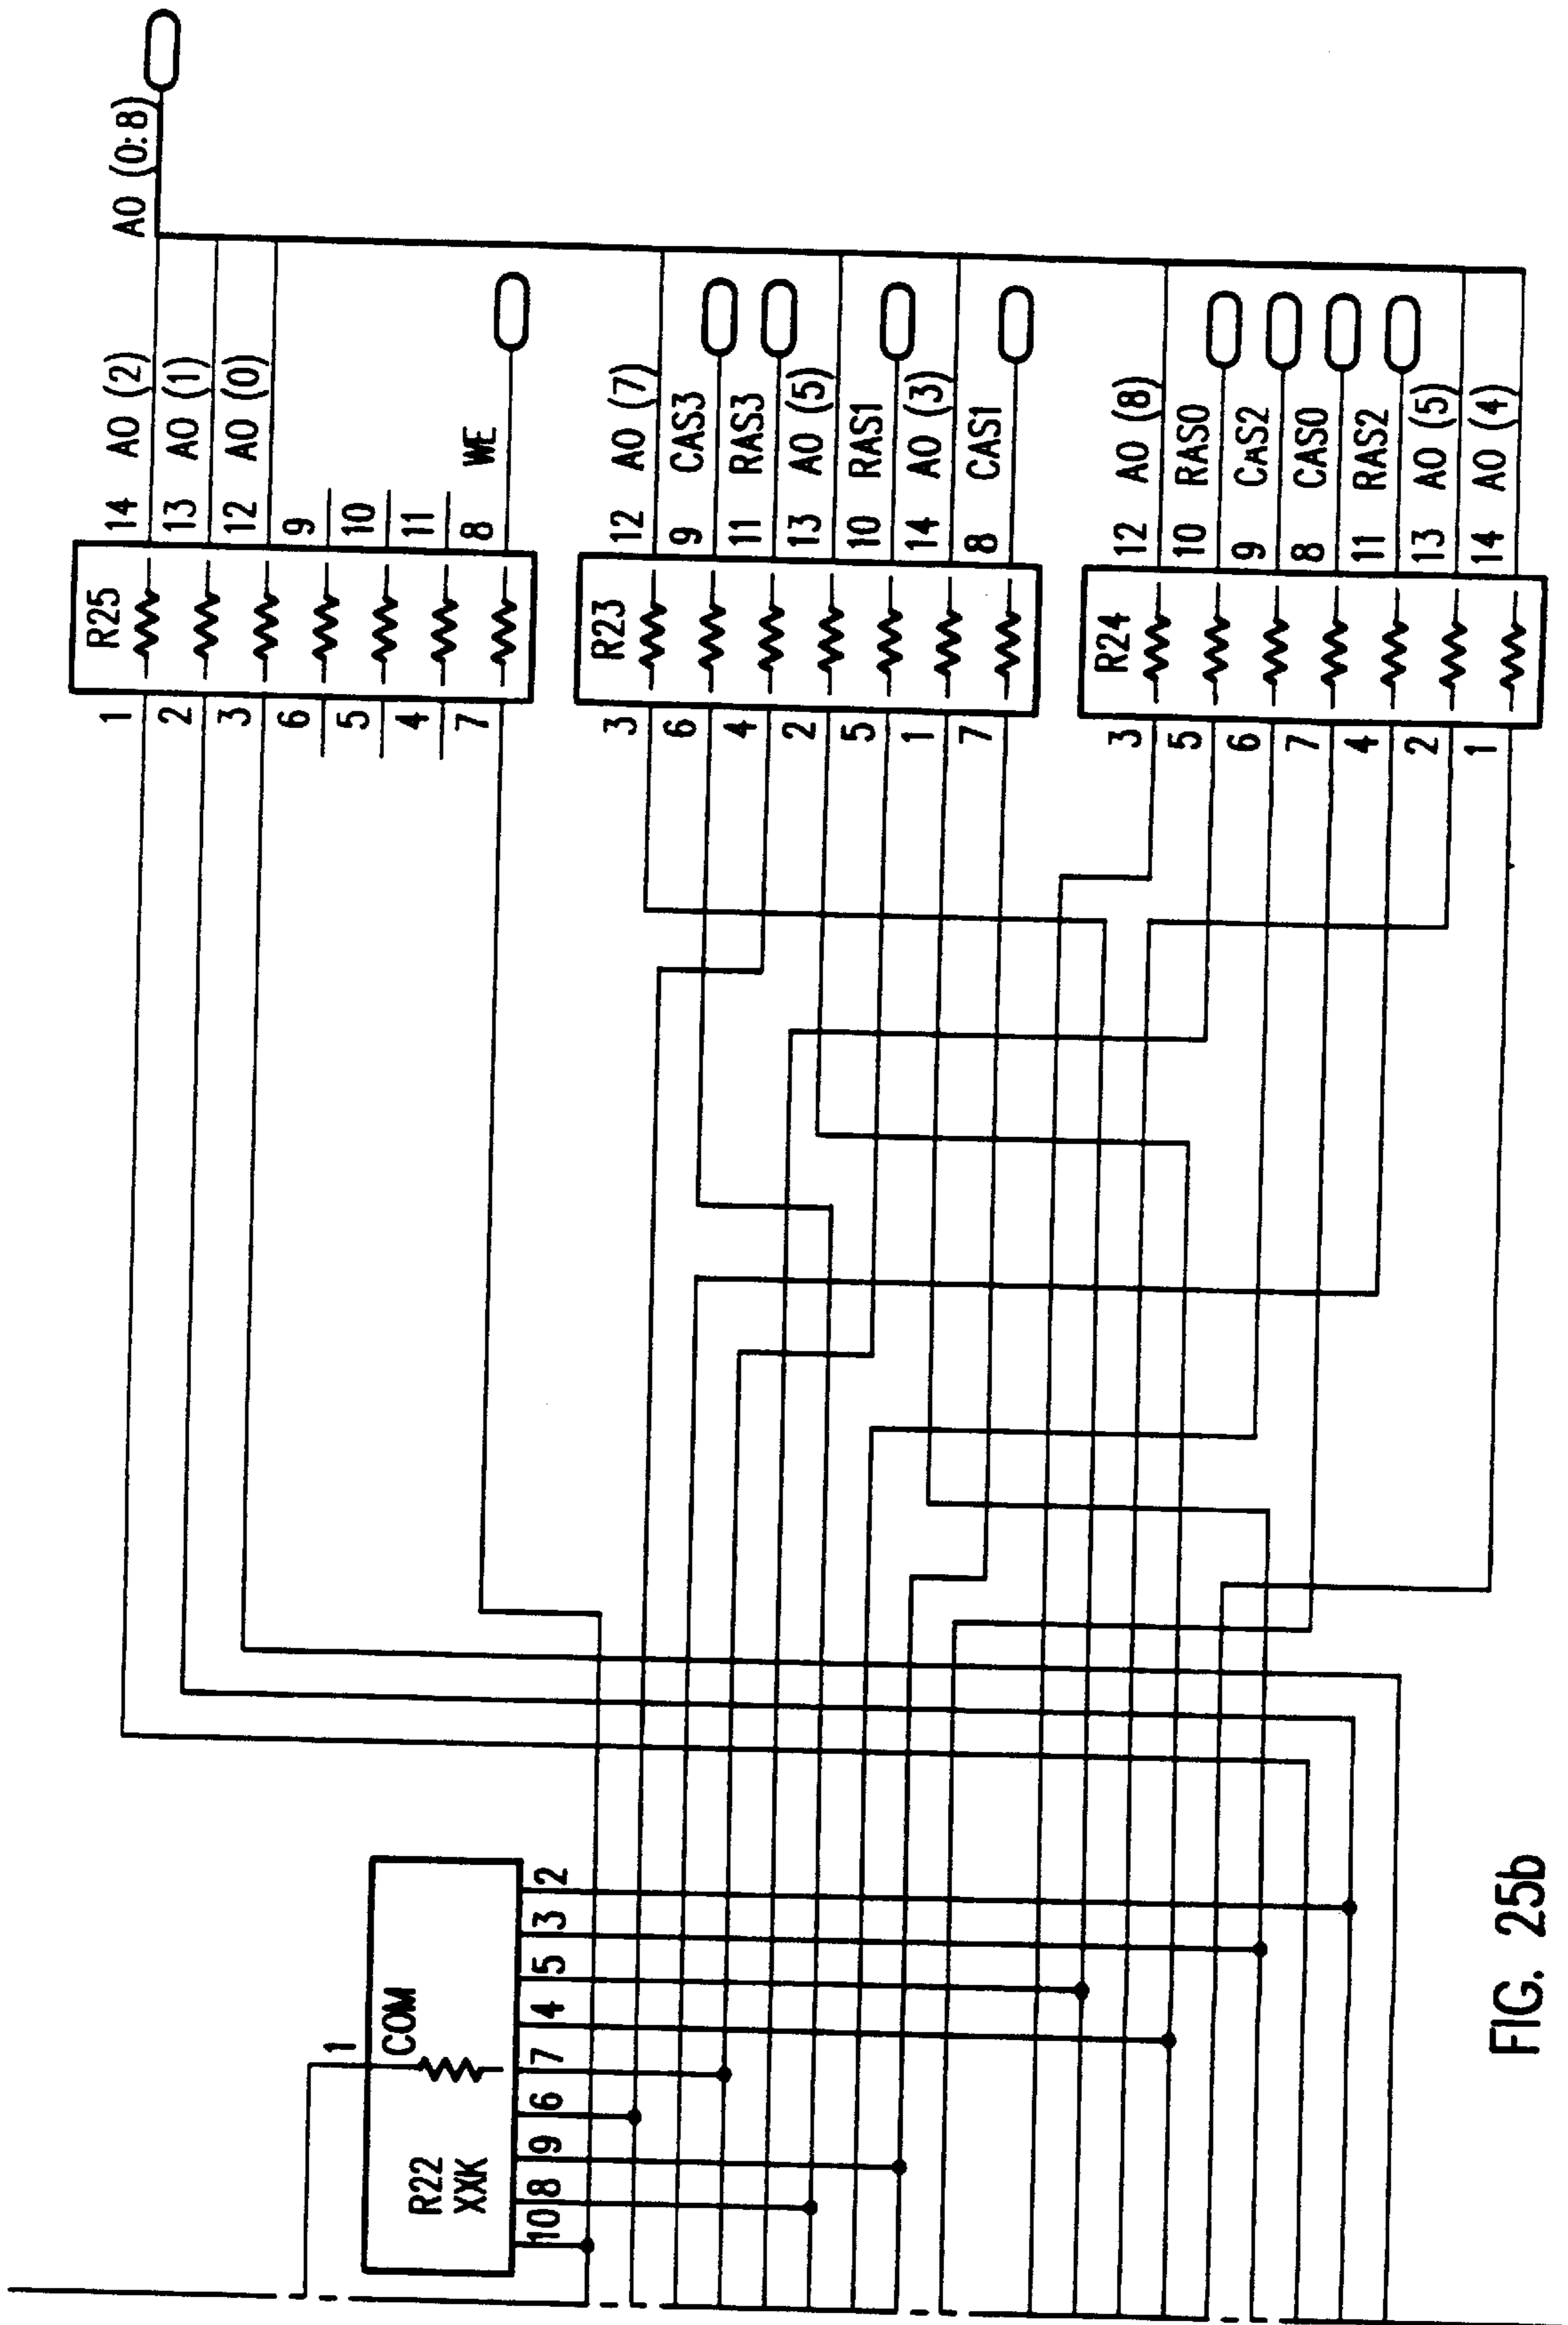 AO (0:8)
R25
1 14 AO (2)
2 13 AO (1)
3 12 AO (0)
6 9
5 10
4 11
7 8 WE
R23
3 12 AO (7)
6 9 CAS3
4 11 RAS3
2 13 AO (5)
5 10 RAS1
1 14 AO (3)
7 8 CAS1
R24
3 12 AO (8)
5 10 RAS0
6 9 CAS2
7 8 CAS0
4 11 RAS2
2 13 AO (5)
1 14 AO (4)
1
COM
R22
XXK
10 8 9 6 7 4 5 3 2
FIG. 25b